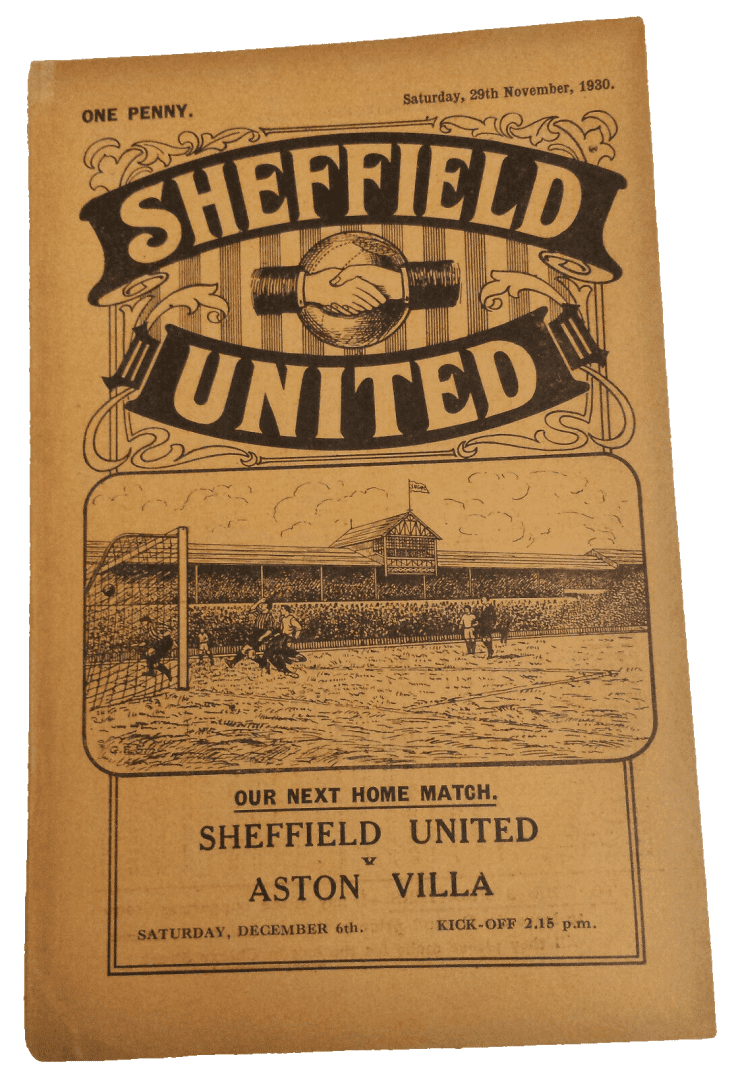 ONE PENNY.
Saturday, 29th November, 1930.
SHEFFIELD
UNITED
OUR NEXT HOME MATCH.
SHEFFIELD UNITED
v
ASTON VILLA
SATURDAY, DECEMBER 6th.
KICK-OFF 2.15 p.m.